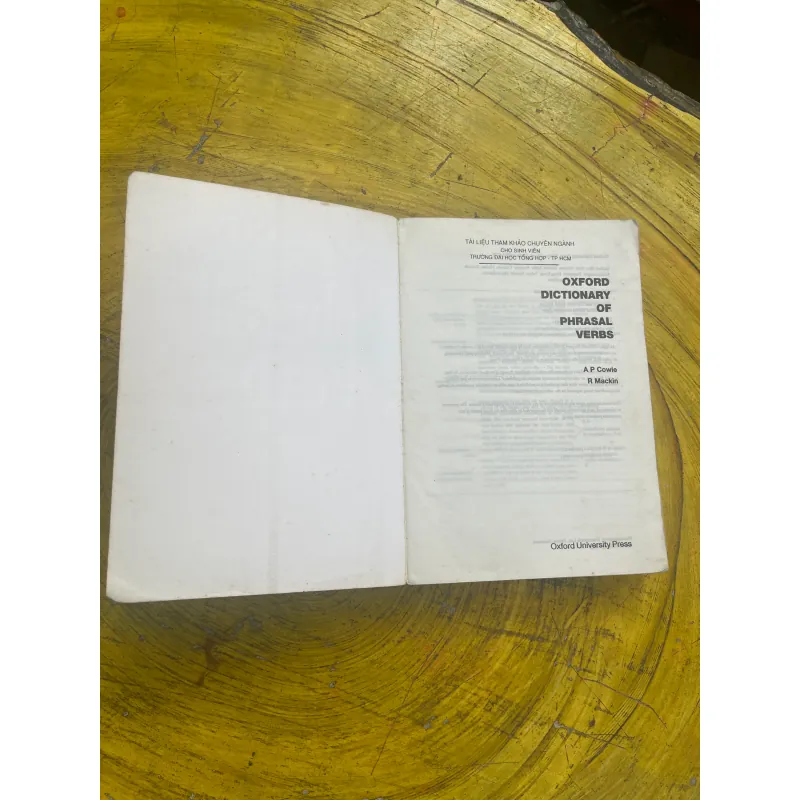 TÀI LIỆU THAM KHẢO CHUYÊN NGÀNH
CHO SINH VIÊN
TRƯỜNG ĐẠI HỌC TỔNG HỢP - TP HCM
OXFORD
DICTIONARY
OF
PHRASAL
VERBS
A P Cowie
R Mackin
Oxford University Press